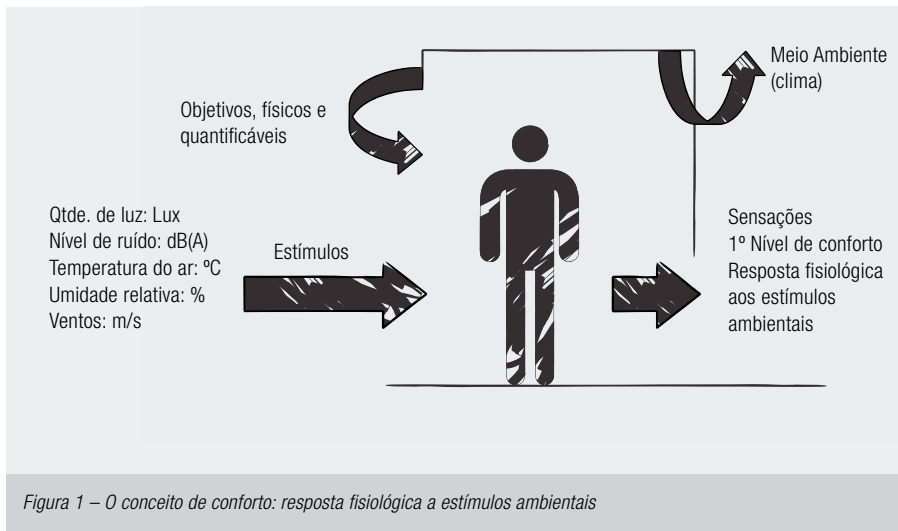 Meio Ambiente
(clima)
Objetivos, físicos e
quantificáveis
Qtde. de luz: Lux
Nível de ruído: dB(A)
Temperatura do ar: ºC
Umidade relativa: %
Ventos: m/s
Estímulos
Sensações
1º Nível de conforto
Resposta fisiológica
aos estímulos
ambientais
Figura 1 – O conceito de conforto: resposta fisiológica a estímulos ambientais